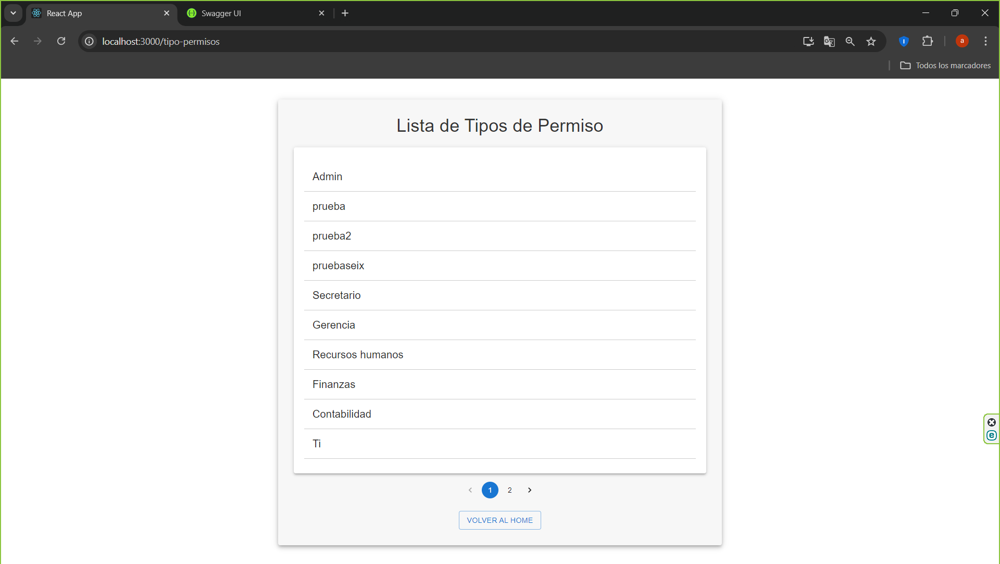 React App
Swagger UI
localhost:3000/tipo-permisos
a
Todos los marcadores
Lista de Tipos de Permiso
Admin
prueba
prueba2
pruebaseix
Secretario
Gerencia
Recursos humanos
Finanzas
Contabilidad
Ti
1 2
VOLVER AL HOME
e